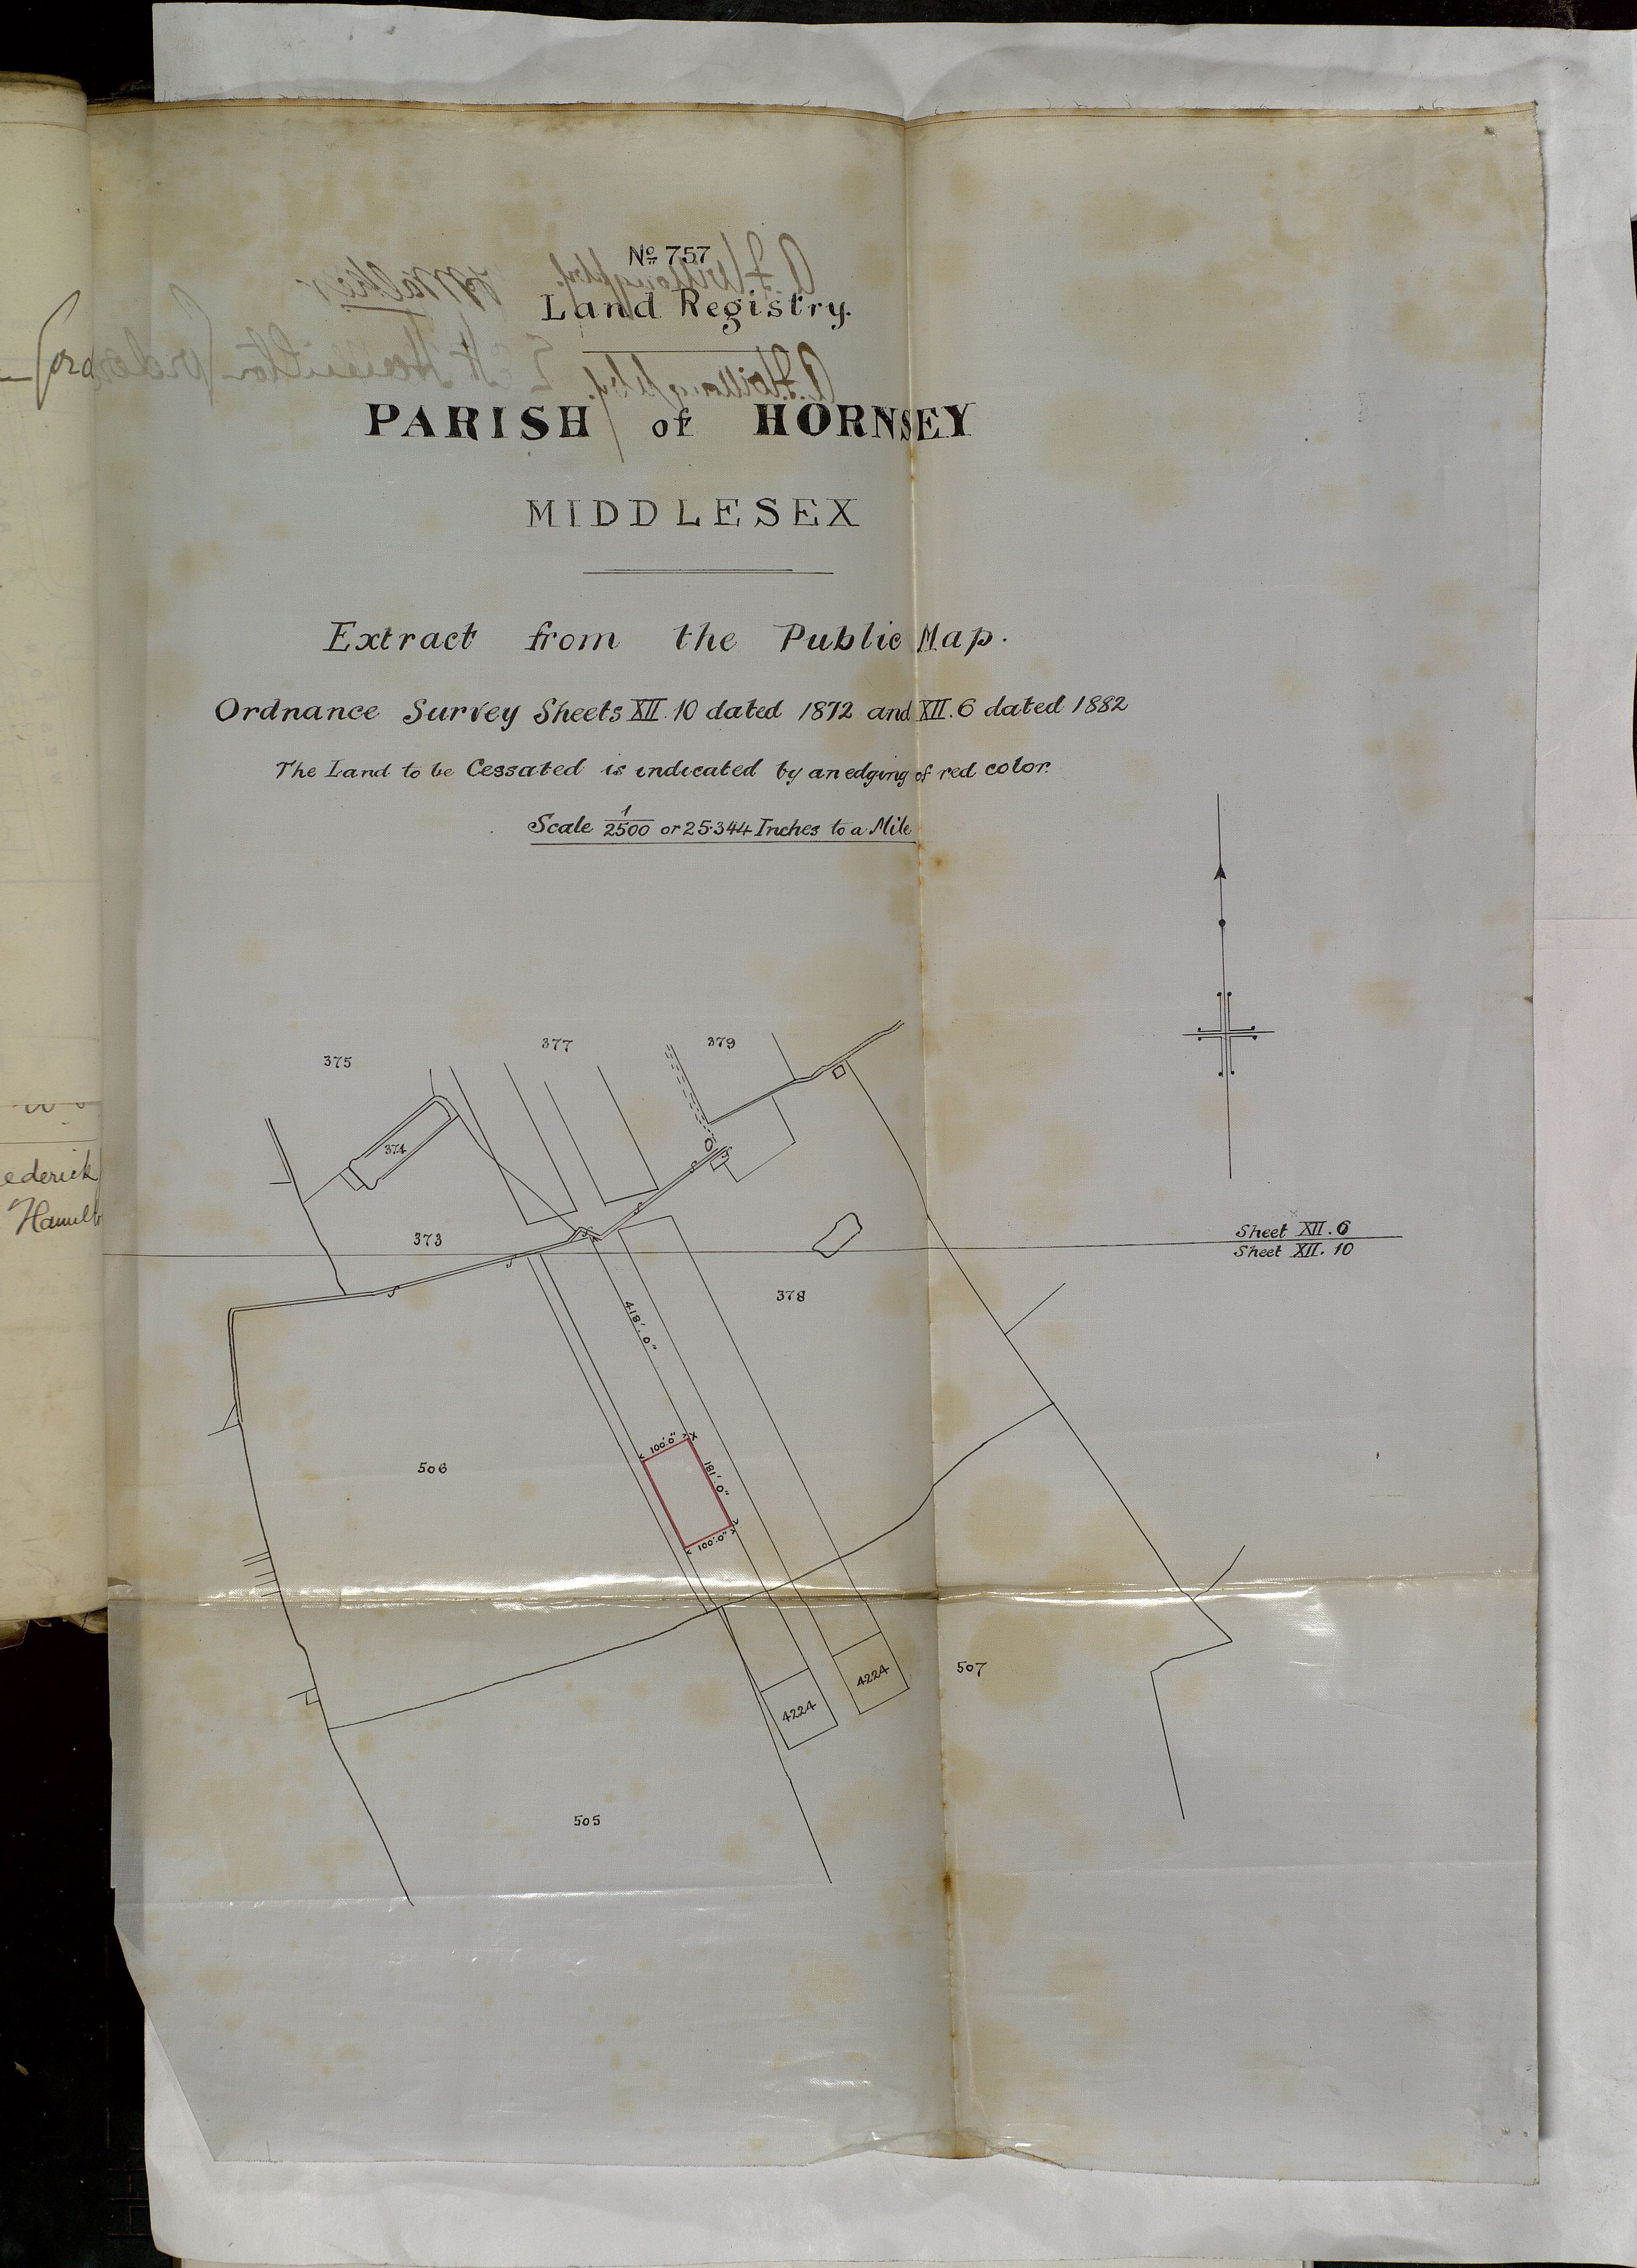 No 757
Land Registry.
PARISH of HORNSEY
MIDDLESEX
Extract from the Public Map.
Ordnance Survey Sheets XII.10 dated 1872 and XII.6 dated 1882
The Land to be Cessated is indicated by an edging of red color.
Scale 1/2500 or 25.344 Inches to a Mile
375
377
379
374
373
Sheet XII.6
Sheet XII.10
378
418'.0"
100'.0"
181'.0"
100'.0"
506
507
4224
4224
505
ederick